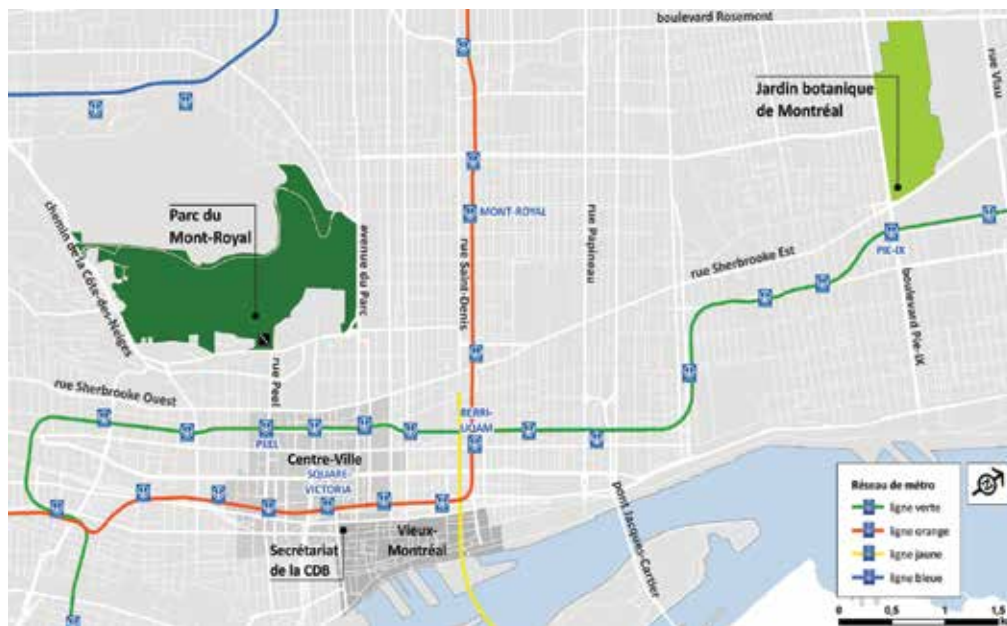 boulevard Rosemont
rue Viau
Jardin botanique
de Montréal
chemin de la Côte-des-Neiges
Parc du
Mont-Royal
avenue du Parc
MONT-ROYAL
rue Saint-Denis
rue Papineau
rue Sherbrooke Est
PIE-IX
boulevard Pie-IX
rue Peel
rue Sherbrooke Ouest
PEEL
BERRI-
UQAM
Centre-Ville
SQUARE-
VICTORIA
Vieux-
Montréal
Secrétariat
de la CDB
pont Jacques-Cartier
Réseau de métro
ligne verte
ligne orange
ligne jaune
ligne bleue
0 0,5 1 1,5